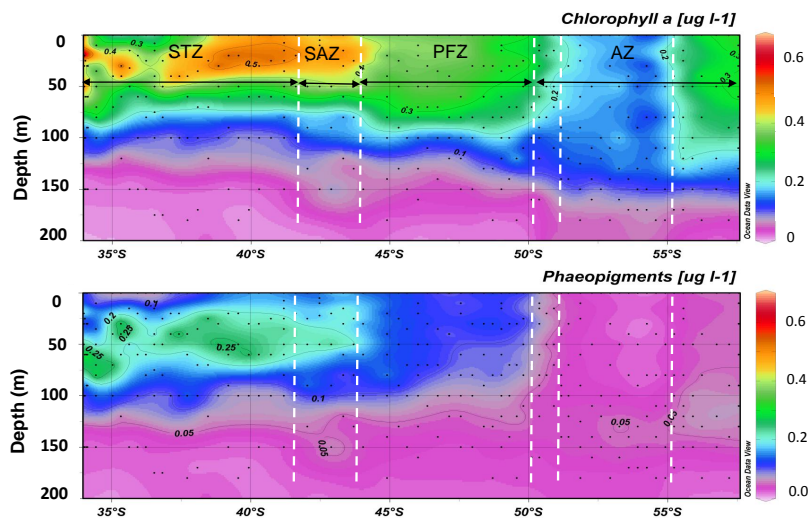 Chlorophyll a [ug l-1]
0
50
100
150
200
Depth (m)
STZ
SAZ
PFZ
AZ
0.3
0.4
0.5
0.4
0.3
0.2
0.2
0.3
0.1
35°S
40°S
45°S
50°S
55°S
Ocean Data View
0.6
0.4
0.2
0.0
Phaeopigments [ug l-1]
0
50
100
150
200
Depth (m)
0.1
0.2
0.25
0.25
0.25
0.1
0.05
0.05
0.05
35°S
40°S
45°S
50°S
55°S
Ocean Data View
0.6
0.4
0.2
0.0